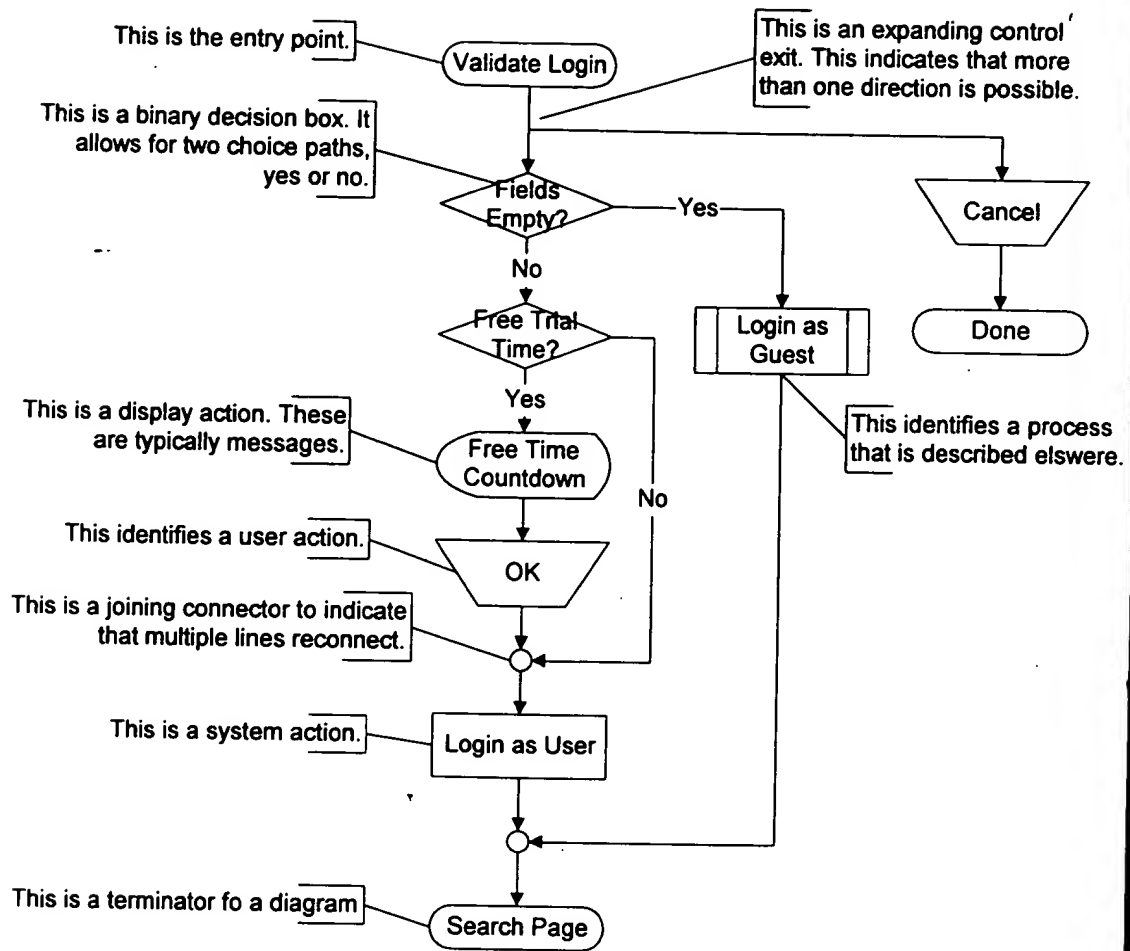 This is the entry point.
Validate Login
This is an expanding control
exit. This indicates that more
than one direction is possible.
This is a binary decision box. It
allows for two choice paths,
yes or no.
Fields
Empty?
Yes
Cancel
No
Free Trial
Time?
Login as
Guest
Done
Yes
This is a display action. These
are typically messages.
Free Time
Countdown
This identifies a process
that is described elswere.
No
This identifies a user action.
OK
This is a joining connector to indicate
that multiple lines reconnect.
This is a system action.
Login as User
This is a terminator fo a diagram
Search Page